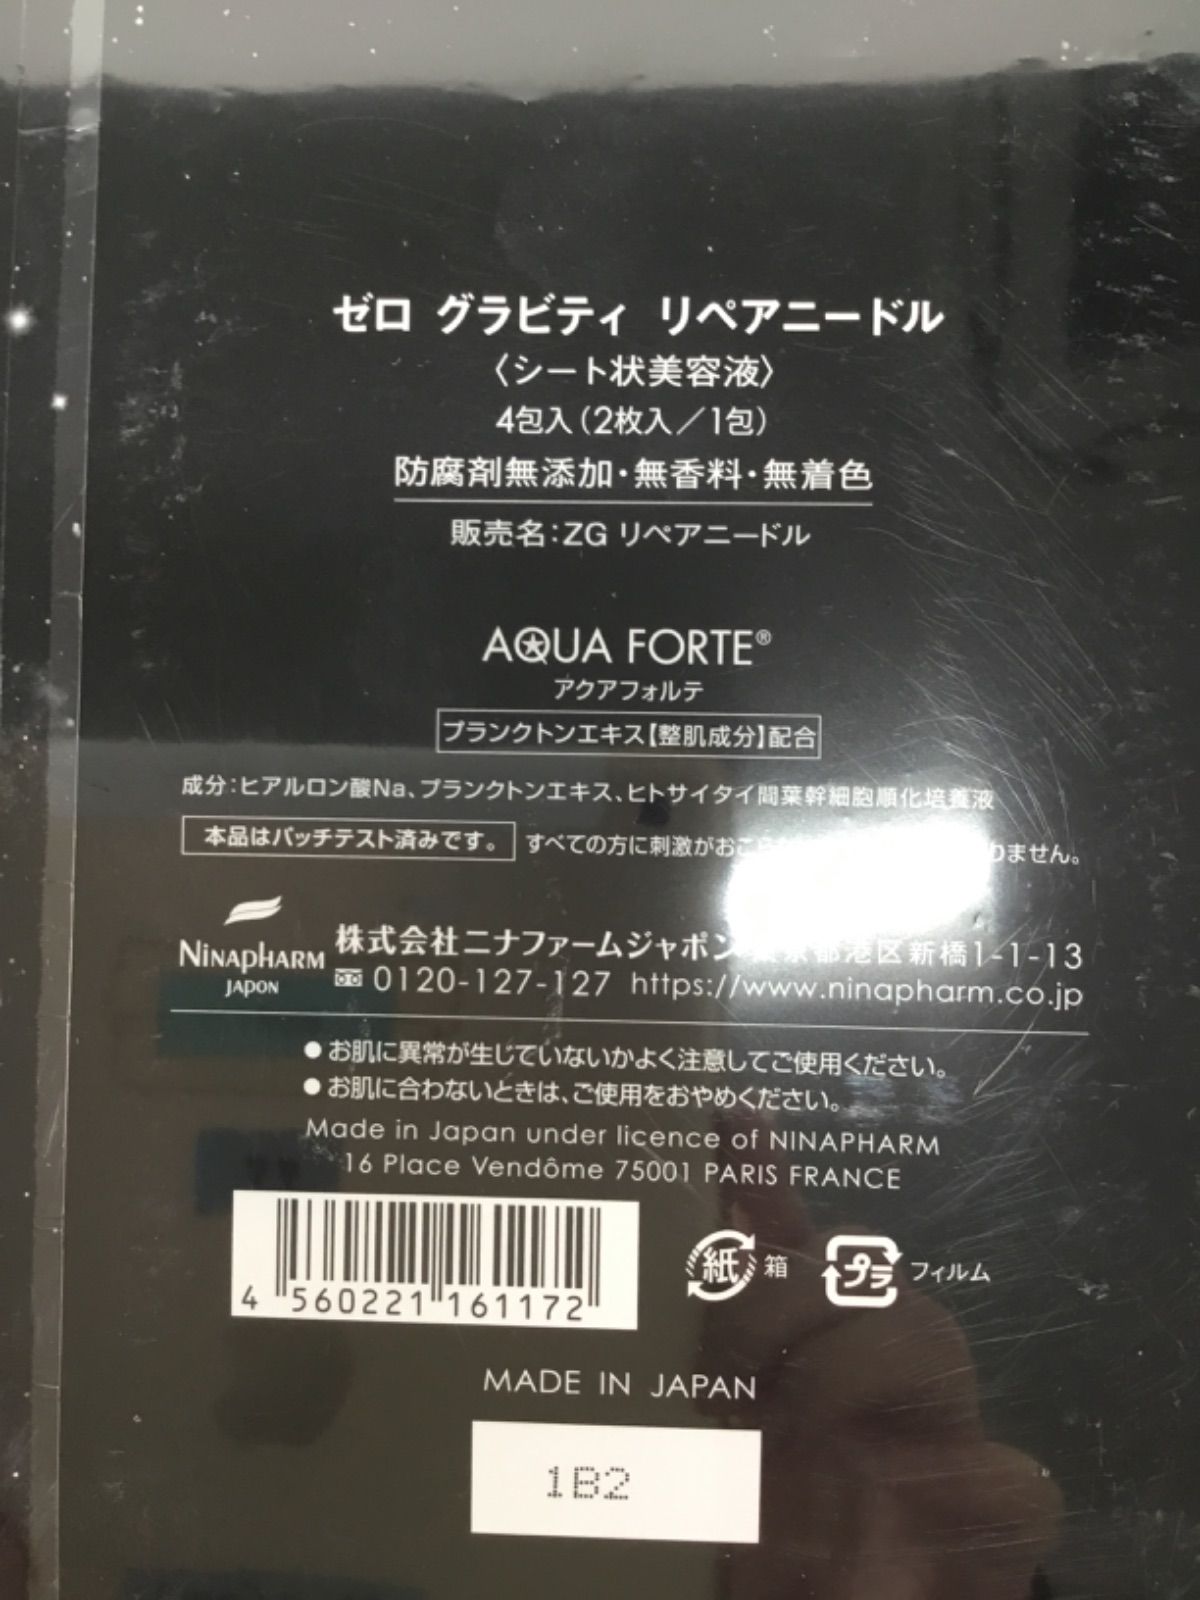 ゼロ グラビティ リペアニードル
〈シート状美容液〉
4包入（2枚入／1包）
防腐剤無添加・無香料・無着色
販売名：ZG リペアニードル
AQUA FORTE®
アクアフォルテ
プランクトンエキス【整肌成分】配合
成分：ヒアルロン酸Na、プランクトンエキス、ヒトサイタイ間葉幹細胞順化培養液
本品はパッチテスト済みです。 すべての方に刺激がおこ りません。
NINAPHARM
JAPON
株式会社ニナファームジャポン 東京都港区新橋1-1-13
0120-127-127 https://www.ninapharm.co.jp
●お肌に異常が生じていないかよく注意してご使用ください。
●お肌に合わないときは、ご使用をおやめください。
Made in Japan under licence of NINAPHARM
16 Place Vendôme 75001 PARIS FRANCE
4 560221 161172
紙 箱
プラ フィルム
MADE IN JAPAN
1B2